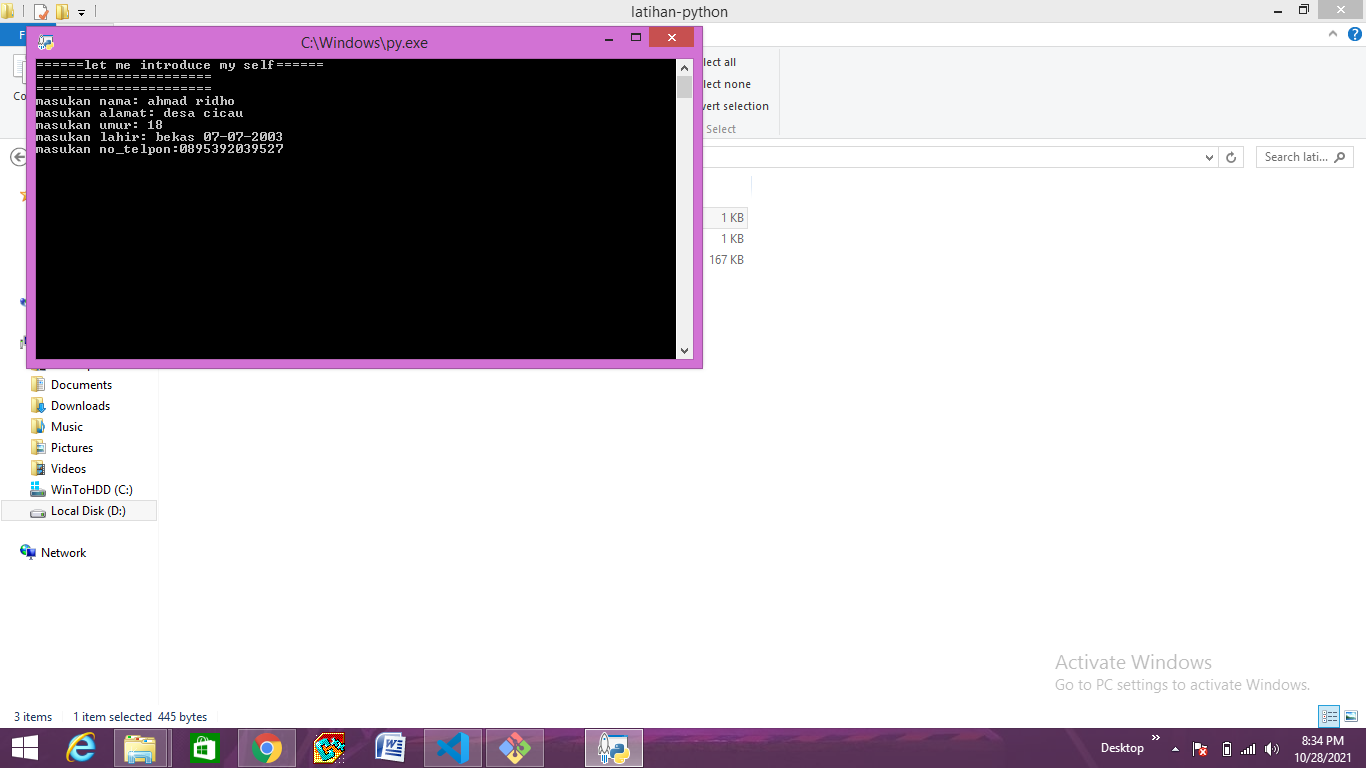 latihan-python
F
C:\Windows\py.exe
Co
======let me introduce my self======
======================
======================
masukan nama: ahmad ridho
masukan alamat: desa cicau
masukan umur: 18
masukan lahir: bekas 07-07-2003
masukan no_telpon:0895392039527
lect all
lect none
vert selection
Select
Search lati...
1 KB
1 KB
167 KB
Documents
Downloads
Music
Pictures
Videos
WinToHDD (C:)
Local Disk (D:)
Network
Activate Windows
Go to PC settings to activate Windows.
3 items 1 item selected 445 bytes
Desktop
8:34 PM
10/28/2021